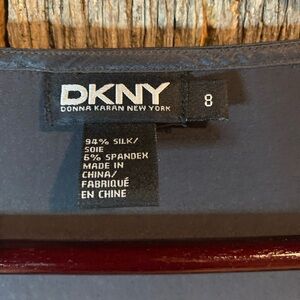 DKNY
DONNA KARAN NEW YORK
8
94% SILK/
SOIE
6% SPANDEX
MADE IN
CHINA/
FABRIQUÉ
EN CHINE